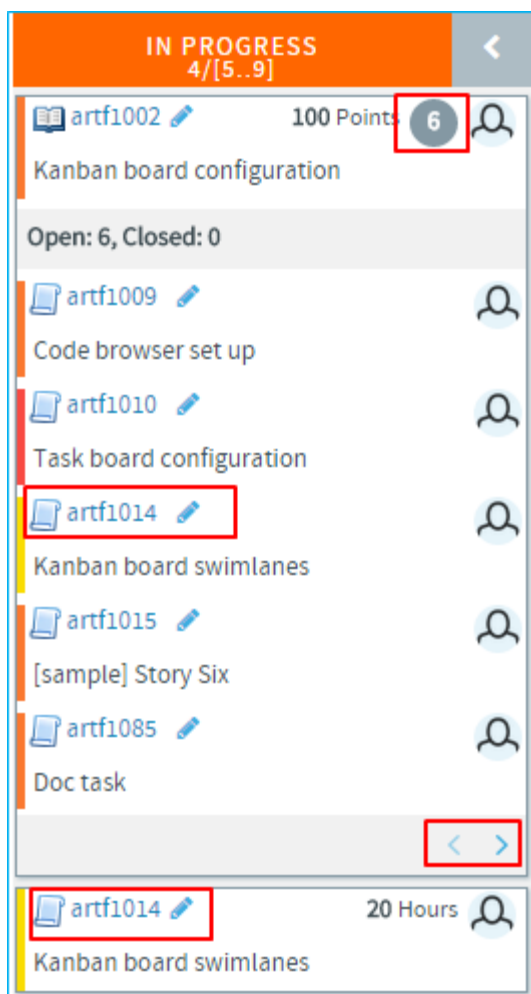 IN PROGRESS
4/[5..9]
artf1002 100 Points 6
Kanban board configuration
Open: 6, Closed: 0
artf1009
Code browser set up
artf1010
Task board configuration
artf1014
Kanban board swimlanes
artf1015
[sample] Story Six
artf1085
Doc task
artf1014 20 Hours
Kanban board swimlanes